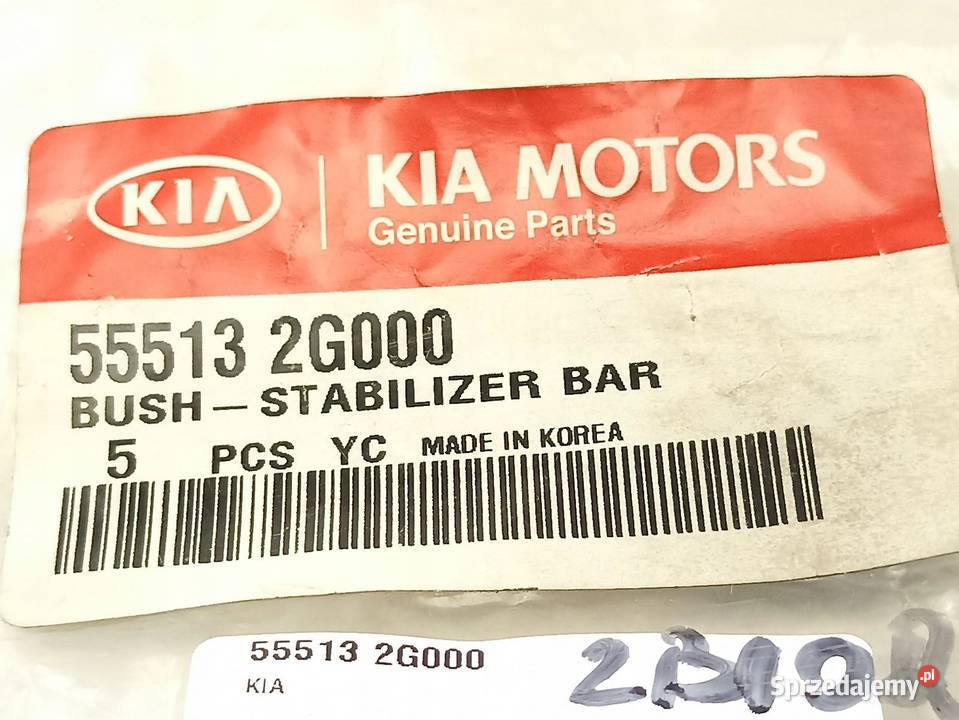 KIA
KIA MOTORS
Genuine Parts
55513 2G000
BUSH - STABILIZER BAR
5 PCS YC MADE IN KOREA
55513 2G000
KIA
Sprzedajemy.pl